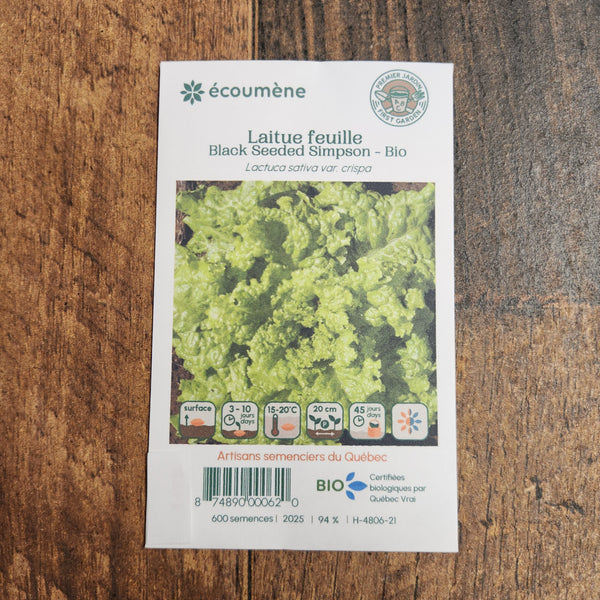 écoumène
PREMIER JARDIN
FIRST GARDEN
Laitue feuille
Black Seeded Simpson - Bio
Lactuca sativa var. crispa
surface
3 - 10
jours
days
15-20°C
20 cm
45 jours
days
Artisans semenciers du Québec
BIO
Certifiées
biologiques par
Québec Vrai
8 74890 00062 0
600 semences | 2025 | 94 % | H-4806-21